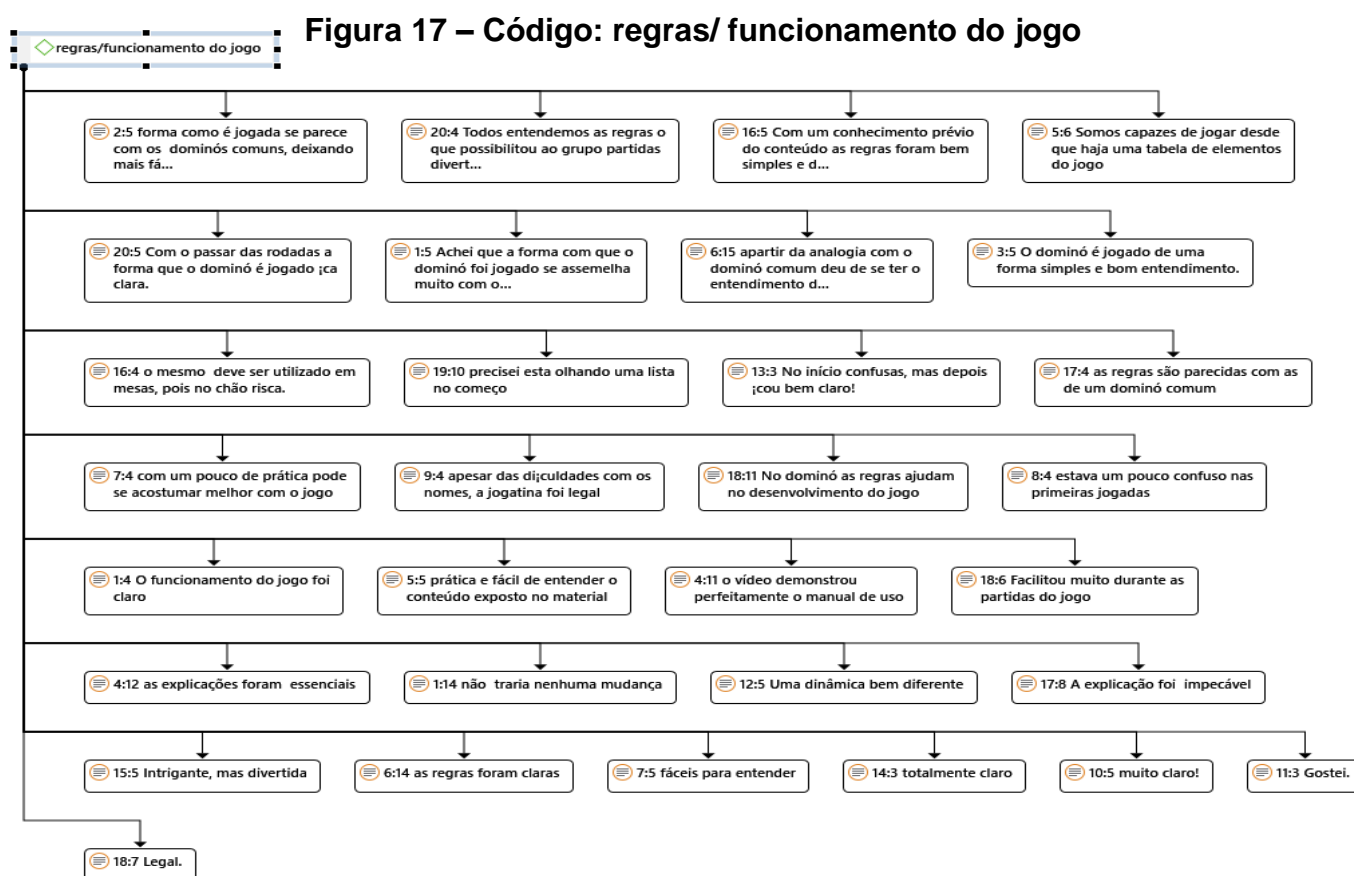 Figura 17 – Código: regras/ funcionamento do jogo
regras/funcionamento do jogo
2:5 forma como é jogada se parece
com os dominós comuns, deixando
mais fá...
20:4 Todos entendemos as regras o
que possibilitou ao grupo partidas
divert...
16:5 Com um conhecimento prévio
do conteúdo as regras foram bem
simples e d...
5:6 Somos capazes de jogar desde
que haja uma tabela de elementos
do jogo
20:5 Com o passar das rodadas a
forma que o dominó é jogado ¡ca
clara.
1:5 Achei que a forma com que o
dominó foi jogado se assemelha
muito com o...
6:15 apartir da analogia com o
dominó comum deu de se ter o
entendimento d...
3:5 O dominó é jogado de uma
forma simples e bom entendimento.
16:4 o mesmo deve ser utilizado em
mesas, pois no chão risca.
19:10 precisei esta olhando uma lista
no começo
13:3 No início confusas, mas depois
¡cou bem claro!
17:4 as regras são parecidas com as
de um dominó comum
7:4 com um pouco de prática pode
se acostumar melhor com o jogo
9:4 apesar das di¡culdades com os
nomes, a jogatina foi legal
18:11 No dominó as regras ajudam
no desenvolvimento do jogo
8:4 estava um pouco confuso nas
primeiras jogadas
1:4 O funcionamento do jogo foi
claro
5:5 prática e fácil de entender o
conteúdo exposto no material
4:11 o vídeo demonstrou
perfeitamente o manual de uso
18:6 Facilitou muito durante as
partidas do jogo
4:12 as explicações foram essenciais
1:14 não traria nenhuma mudança
12:5 Uma dinâmica bem diferente
17:8 A explicação foi impecável
15:5 Intrigante, mas divertida
6:14 as regras foram claras
7:5 fáceis para entender
14:3 totalmente claro
10:5 muito claro!
11:3 Gostei.
18:7 Legal.